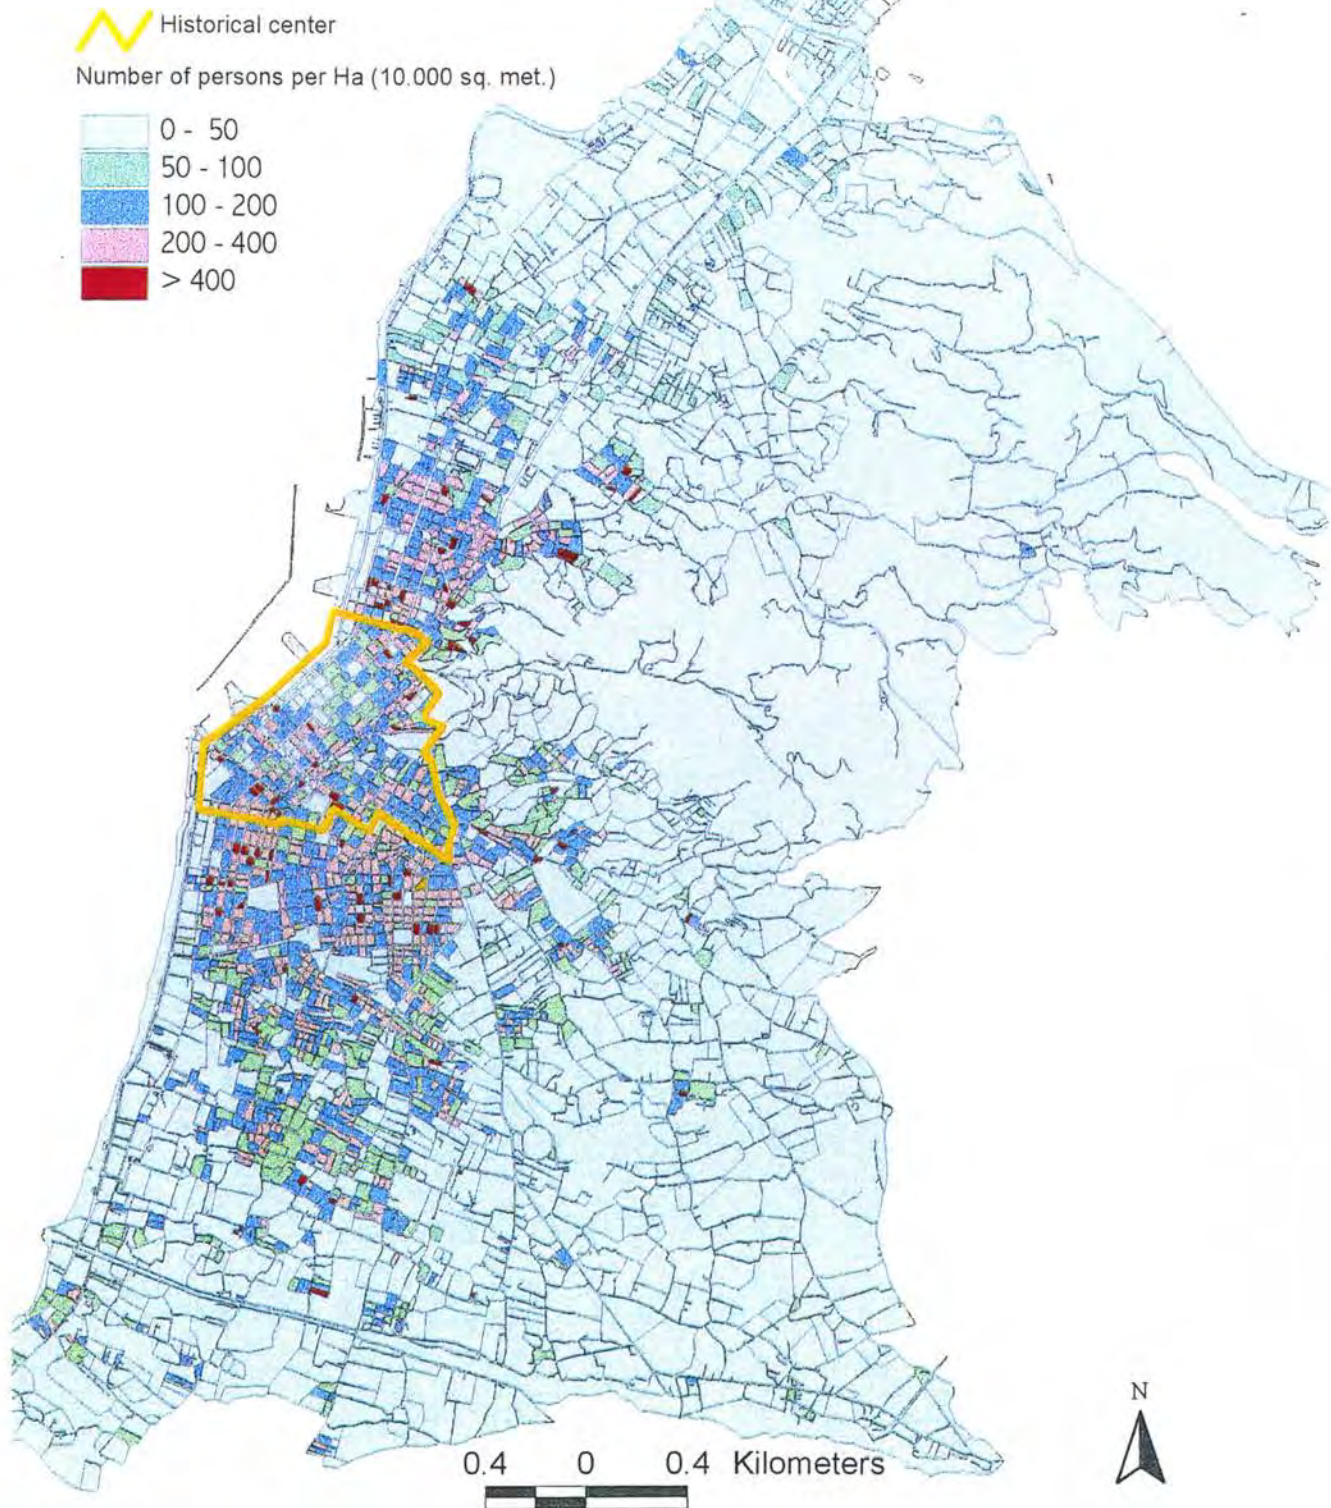 Historical center
Number of persons per Ha (10.000 sq. met.)
0 - 50
50 - 100
100 - 200
200 - 400
> 400
N
0.4 0 0.4 Kilometers